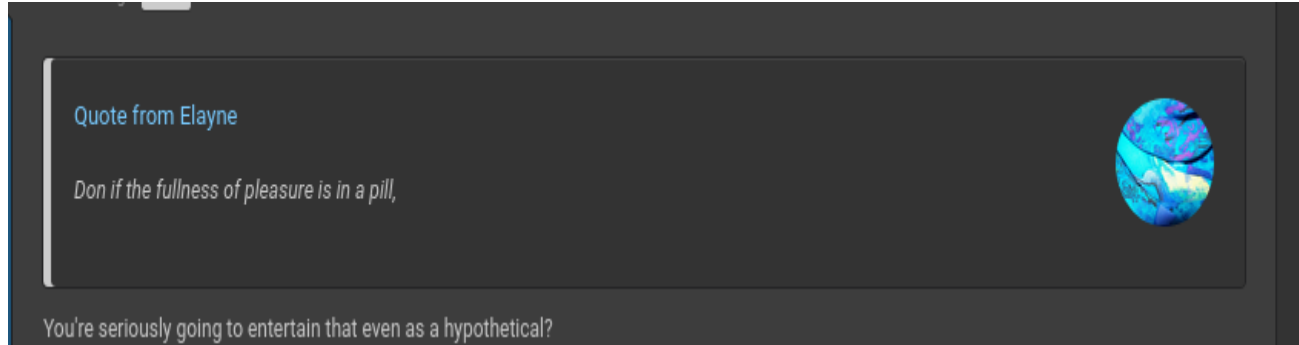 Quote from Elayne
Don if the fullness of pleasure is in a pill,
You're seriously going to entertain that even as a hypothetical?